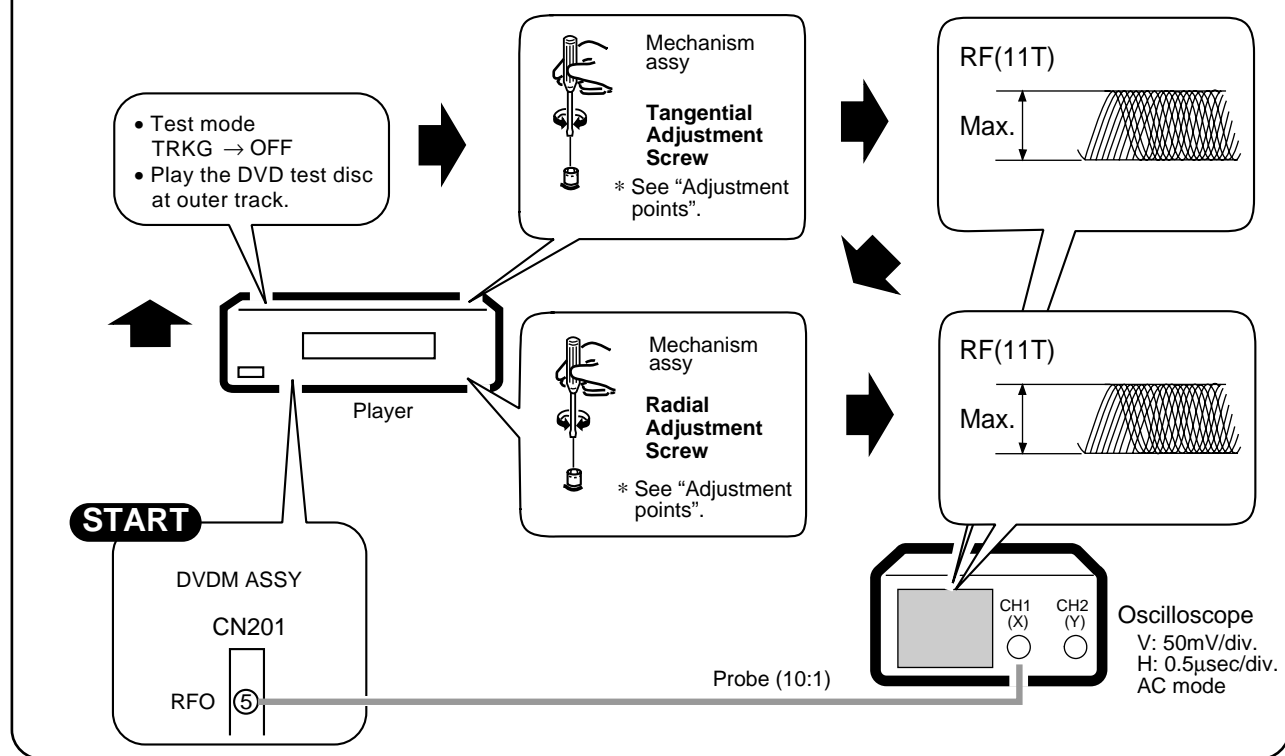 • Test mode
TRKG → OFF
• Play the DVD test disc
at outer track.
Mechanism
assy
Tangential
Adjustment
Screw
* See “Adjustment
points”.
RF(11T)
Max.
Player
Mechanism
assy
Radial
Adjustment
Screw
* See “Adjustment
points”.
RF(11T)
Max.
START
DVDM ASSY
CN201
RFO ⑤
Probe (10:1)
CH1
(X)
CH2
(Y)
Oscilloscope
V: 50mV/div.
H: 0.5μsec/div.
AC mode